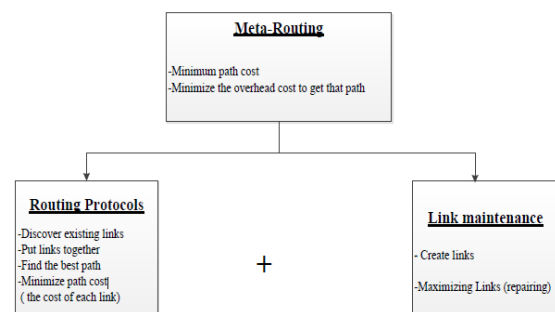 Meta-Routing
-Minimum path cost
-Minimize the overhead cost to get that path
Routing Protocols
-Discover existing links
-Put links together
-Find the best path
-Minimize path cost
( the cost of each link)
+
Link maintenance
- Create links
-Maximizing Links (repairing)